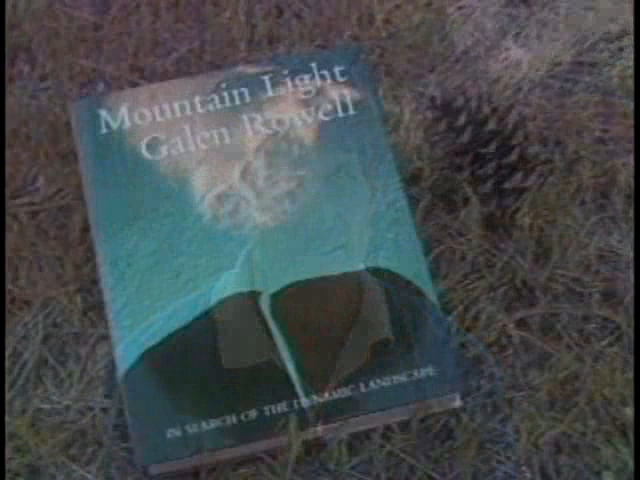 Mountain Light
Galen Rowell
IN SEARCH OF THE DYNAMIC LANDSCAPE